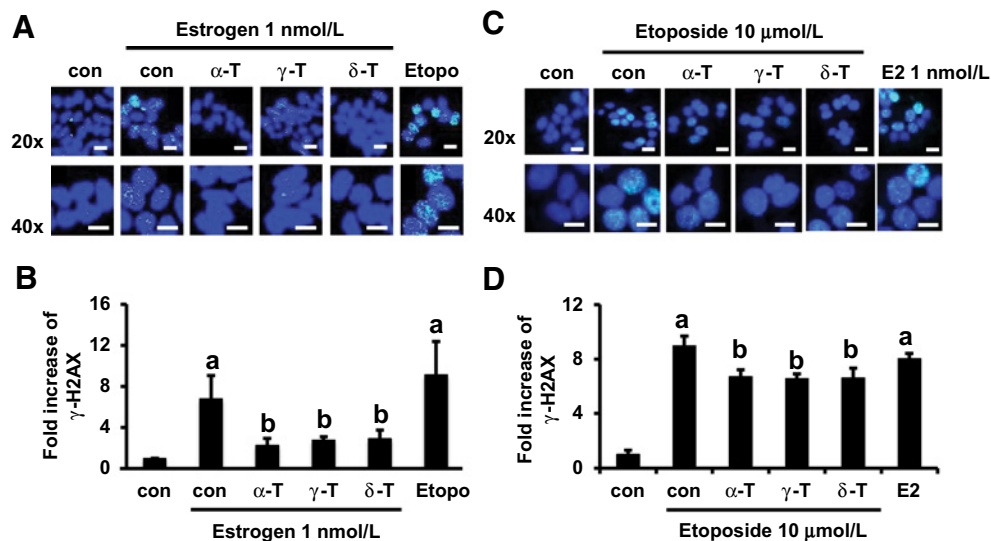 A
Estrogen 1 nmol/L
con con α-T γ-T δ-T Etopo
20x
40x
C
Etoposide 10 μmol/L
con con α-T γ-T δ-T E2 1 nmol/L
20x
40x
B
Fold increase of
γ-H2AX
16
12
8
4
0
a
b
b
b
a
con con α-T γ-T δ-T Etopo
Estrogen 1 nmol/L
D
Fold increase of
γ-H2AX
12
8
4
0
a
b
b
b
a
con con α-T γ-T δ-T E2
Etoposide 10 μmol/L